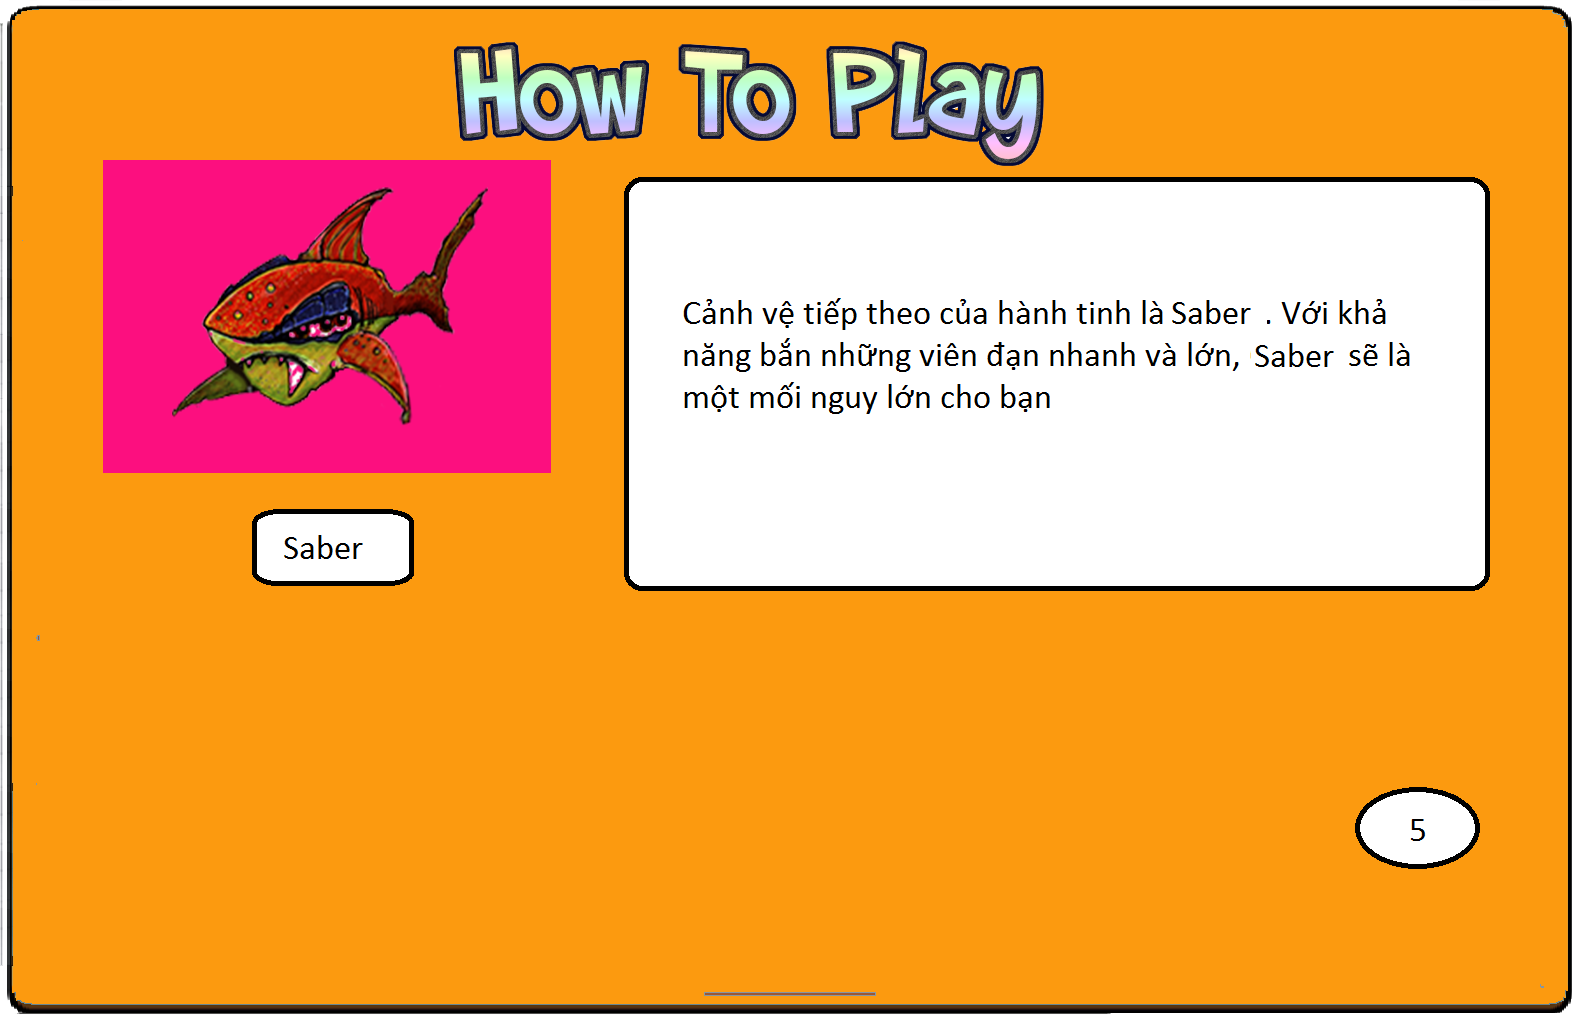 How To Play
Cảnh vệ tiếp theo của hành tinh là Saber . Với khả
năng bắn những viên đạn nhanh và lớn, Saber sẽ là
một mối nguy lớn cho bạn
Saber
5